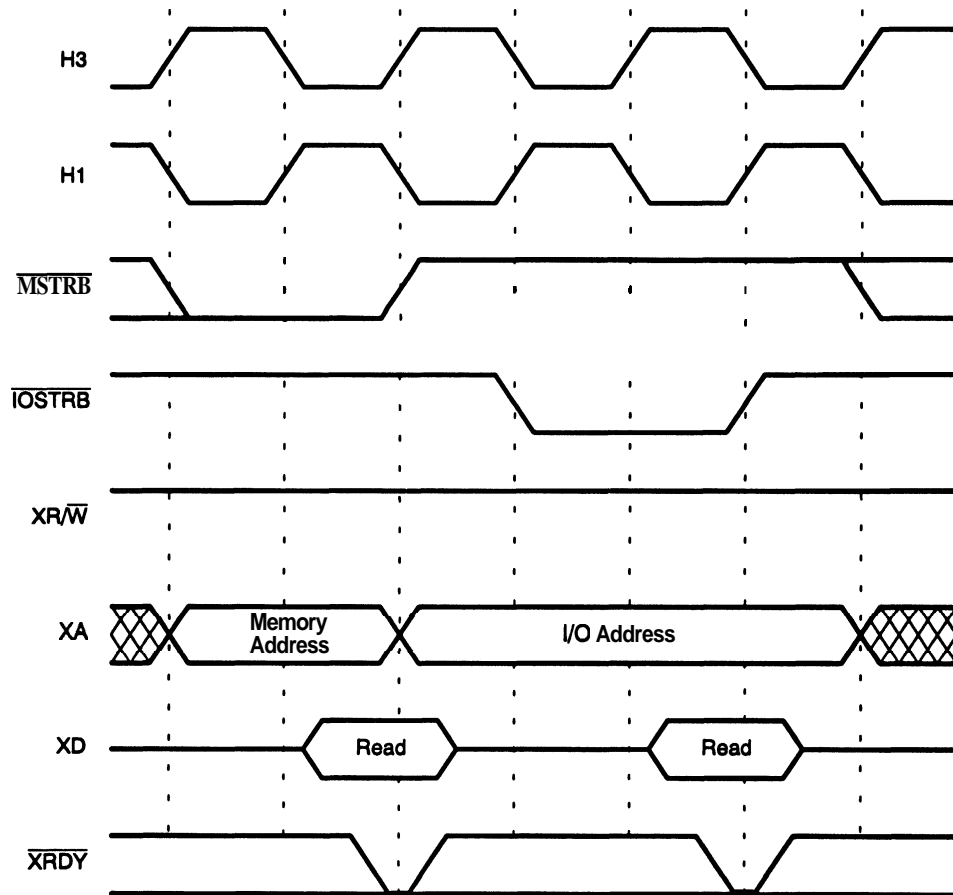 H3
H1
MSTRB
IOSTRB
XR/W
XA
Memory
Address
I/O Address
XD
Read
Read
XRDY